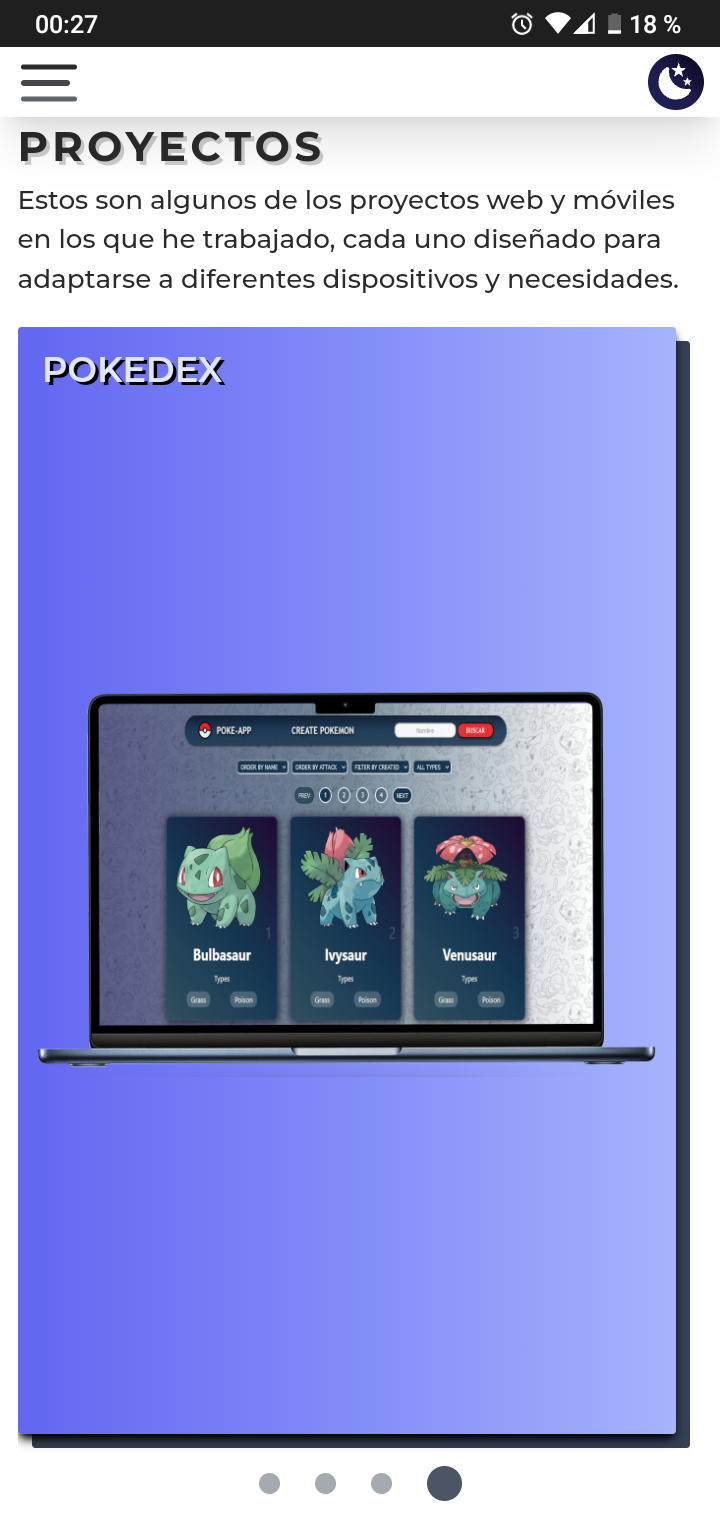 00:27
18 %
PROYECTOS
Estos son algunos de los proyectos web y móviles
en los que he trabajado, cada uno diseñado para
adaptarse a diferentes dispositivos y necesidades.
POKEDEX
POKE-APP CREATE POKEMON Nombre BUSCAR
ORDER BY NAME ORDER BY ATTACK FILTER BY CREATED ALL TYPES
PREV 1 2 3 4 NEXT
1 2 3
Bulbasaur Ivysaur Venusaur
Types Types Types
Grass Poison Grass Poison Grass Poison